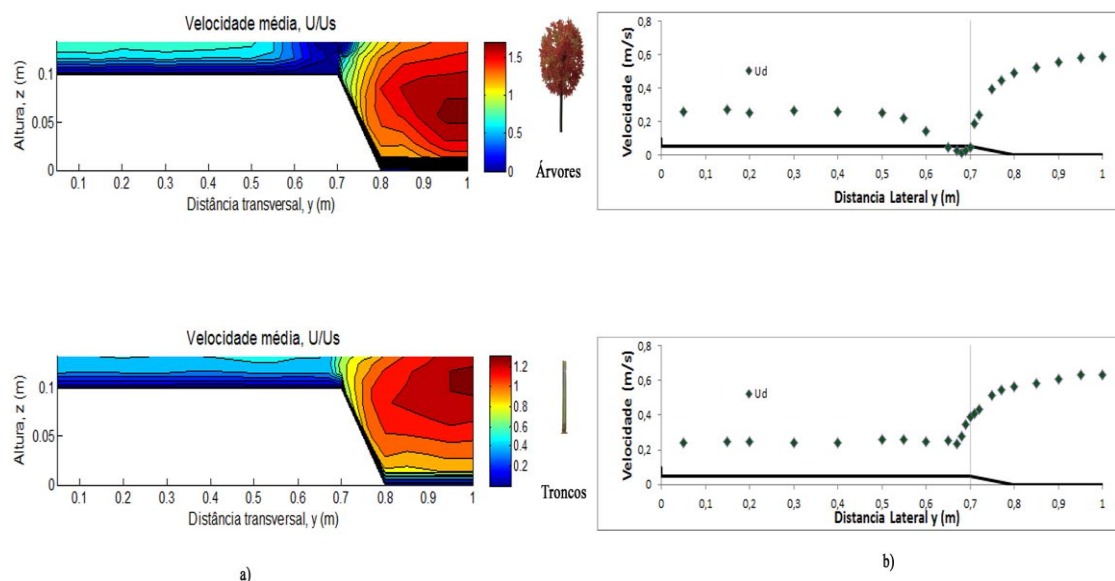 Velocidade média, U/Us
Altura, z (m)
0.1
0.05
0
0.1 0.2 0.3 0.4 0.5 0.6 0.7 0.8 0.9 1
Distância transversal, y (m)
1.5
1
0.5
0
Árvores
Velocidade (m/s)
0,8
0,6
0,4
0,2
0
Ud
0 0,1 0,2 0,3 0,4 0,5 0,6 0,7 0,8 0,9 1
Distancia Lateral y (m)
Velocidade média, U/Us
Altura, z (m)
0.1
0.05
0
0.1 0.2 0.3 0.4 0.5 0.6 0.7 0.8 0.9 1
Distância transversal, y (m)
1.2
1
0.8
0.6
0.4
0.2
Troncos
Velocidade (m/s)
0,8
0,6
0,4
0,2
0
Ud
0 0,1 0,2 0,3 0,4 0,5 0,6 0,7 0,8 0,9 1
Distancia Lateral y (m)
a)
b)